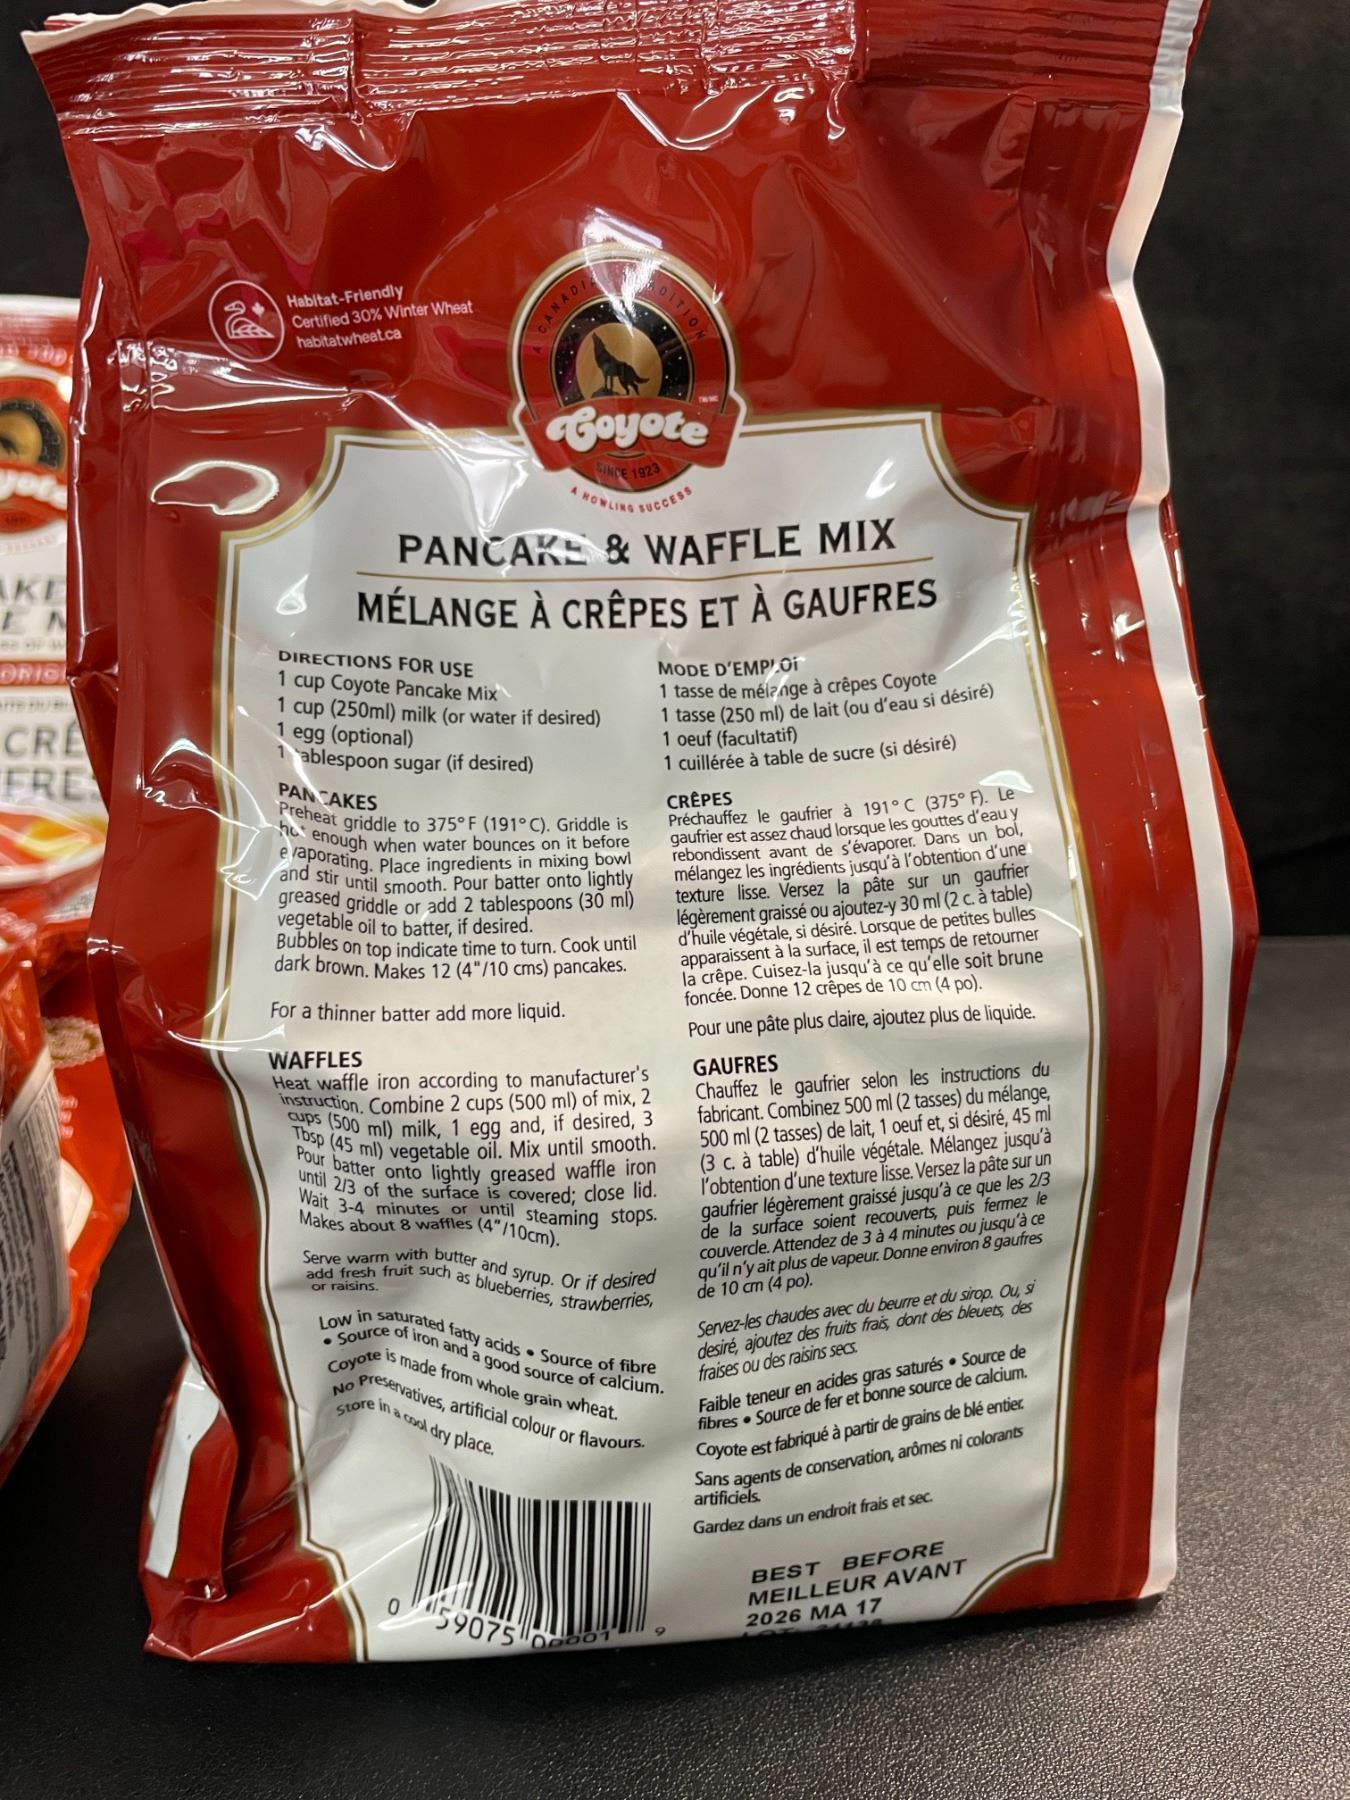 Habitat-Friendly
Certified 30% Winter Wheat
habitatwheat.ca
Coyote
TM/MC
SINCE 1923
A HOWLING SUCCESS
PANCAKE & WAFFLE MIX
MÉLANGE À CRÊPES ET À GAUFRES
DIRECTIONS FOR USE
1 cup Coyote Pancake Mix
1 cup (250ml) milk (or water if desired)
1 egg (optional)
1 tablespoon sugar (if desired)
PANCAKES
Preheat griddle to 375°F (191°C). Griddle is
hot enough when water bounces on it before
evaporating. Place ingredients in mixing bowl
and stir until smooth. Pour batter onto lightly
greased griddle or add 2 tablespoons (30 ml)
vegetable oil to batter, if desired.
Bubbles on top indicate time to turn. Cook until
dark brown. Makes 12 (4"/10 cms) pancakes.
For a thinner batter add more liquid.
WAFFLES
Heat waffle iron according to manufacturer's
instruction. Combine 2 cups (500 ml) of mix, 2
cups (500 ml) milk, 1 egg and, if desired, 3
Tbsp (45 ml) vegetable oil. Mix until smooth.
Pour batter onto lightly greased waffle iron
until 2/3 of the surface is covered; close lid.
Wait 3-4 minutes or until steaming stops.
Makes about 8 waffles (4"/10cm).
Serve warm with butter and syrup. Or if desired
add fresh fruit such as blueberries, strawberries,
or raisins.
Low in saturated fatty acids • Source of fibre
• Source of iron and a good source of calcium.
Coyote is made from whole grain wheat.
No Preservatives, artificial colour or flavours.
Store in a cool dry place.
0 59075 00001 9
MODE D'EMPLOI
1 tasse de mélange à crêpes Coyote
1 tasse (250 ml) de lait (ou d'eau si désiré)
1 oeuf (facultatif)
1 cuillérée à table de sucre (si désiré)
CRÊPES
Préchauffez le gaufrier à 191°C (375°F). Le
gaufrier est assez chaud lorsque les gouttes d'eau y
rebondissent avant de s'évaporer. Dans un bol,
mélangez les ingrédients jusqu'à l'obtention d'une
texture lisse. Versez la pâte sur un gaufrier
légèrement graissé ou ajoutez-y 30 ml (2 c. à table)
d'huile végétale, si désiré. Lorsque de petites bulles
apparaissent à la surface, il est temps de retourner
la crêpe. Cuisez-la jusqu'à ce qu'elle soit brune
foncée. Donne 12 crêpes de 10 cm (4 po).
Pour une pâte plus claire, ajoutez plus de liquide.
GAUFRES
Chauffez le gaufrier selon les instructions du
fabricant. Combinez 500 ml (2 tasses) du mélange,
500 ml (2 tasses) de lait, 1 oeuf et, si désiré, 45 ml
(3 c. à table) d'huile végétale. Mélangez jusqu'à
l'obtention d'une texture lisse. Versez la pâte sur un
gaufrier légèrement graissé jusqu'à ce que les 2/3
de la surface soient recouverts, puis fermez le
couvercle. Attendez de 3 à 4 minutes ou jusqu'à ce
qu'il n'y ait plus de vapeur. Donne environ 8 gaufres
de 10 cm (4 po).
Servez-les chaudes avec du beurre et du sirop. Ou, si
desiré, ajoutez des fruits frais, dont des bleuets, des
fraises ou des raisins secs.
Faible teneur en acides gras saturés • Source de
fibres • Source de fer et bonne source de calcium.
Coyote est fabriqué à partir de grains de blé entier.
Sans agents de conservation, arômes ni colorants
artificiels.
Gardez dans un endroit frais et sec.
BEST BEFORE
MEILLEUR AVANT
2026 MA 17